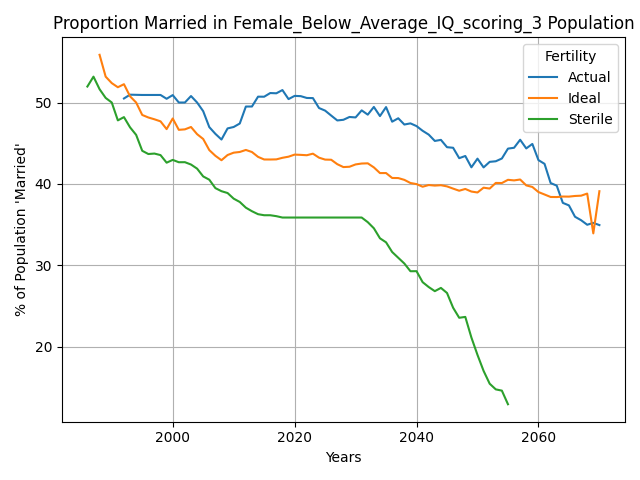 Proportion Married in Female_Below_Average_IQ_scoring_3 Population
Fertility
Actual
Ideal
Sterile
% of Population 'Married'
50
40
30
20
2000
2020
2040
2060
Years